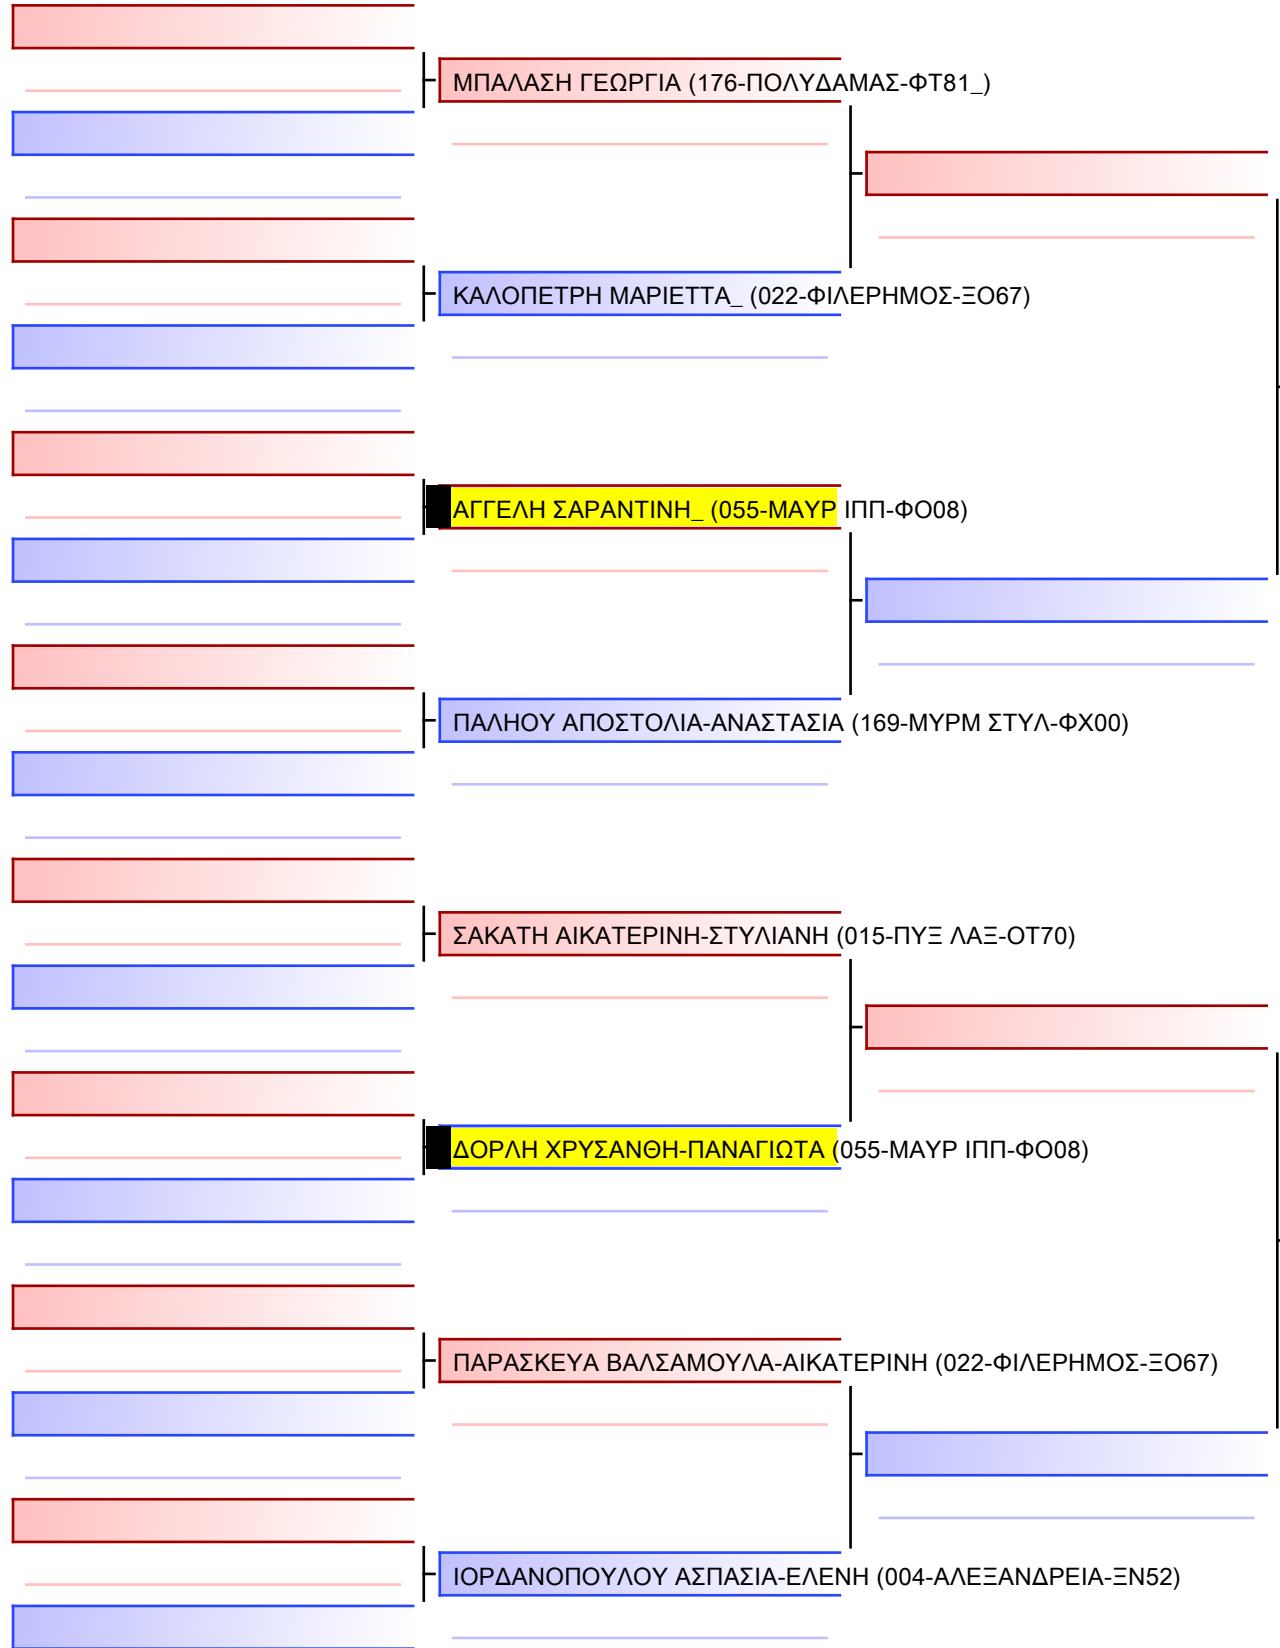 ΜΠΑΛΑΣΗ ΓΕΩΡΓΙΑ (176-ΠΟΛΥΔΑΜΑΣ-ΦΤ81_)
ΚΑΛΟΠΕΤΡΗ ΜΑΡΙΕΤΤΑ_ (022-ΦΙΛΕΡΗΜΟΣ-ΞΟ67)
ΑΓΓΕΛΗ ΣΑΡΑΝΤΙΝΗ_ (055-ΜΑΥΡ ΙΠΠ-ΦΟ08)
ΠΑΛΗΟΥ ΑΠΟΣΤΟΛΙΑ-ΑΝΑΣΤΑΣΙΑ (169-ΜΥΡΜ ΣΤΥΛ-ΦΧ00)
ΣΑΚΑΤΗ ΑΙΚΑΤΕΡΙΝΗ-ΣΤΥΛΙΑΝΗ (015-ΠΥΞ ΛΑΞ-ΟΤ70)
ΔΟΡΛΗ ΧΡΥΣΑΝΘΗ-ΠΑΝΑΓΙΩΤΑ (055-ΜΑΥΡ ΙΠΠ-ΦΟ08)
ΠΑΡΑΣΚΕΥΑ ΒΑΛΣΑΜΟΥΛΑ-ΑΙΚΑΤΕΡΙΝΗ (022-ΦΙΛΕΡΗΜΟΣ-ΞΟ67)
ΙΟΡΔΑΝΟΠΟΥΛΟΥ ΑΣΠΑΣΙΑ-ΕΛΕΝΗ (004-ΑΛΕΞΑΝΔΡΕΙΑ-ΞΝ52)